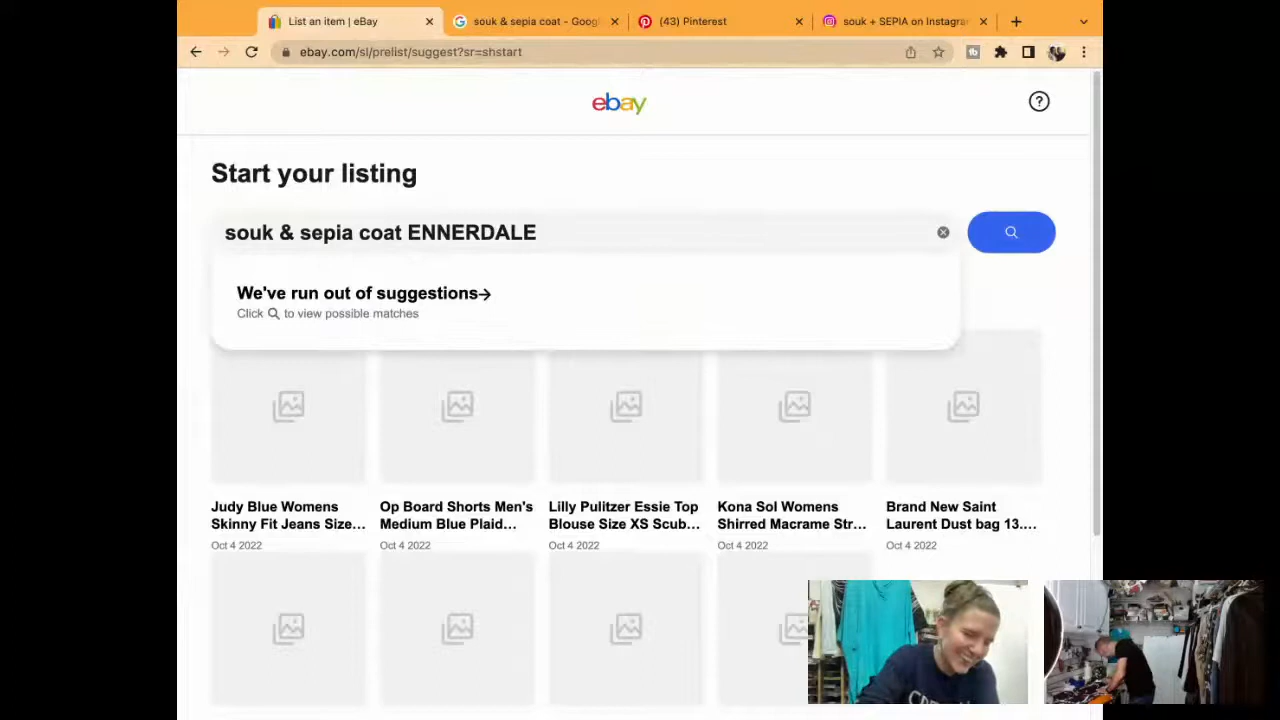 List an item | eBay
souk & sepia coat - Goog
(43) Pinterest
souk + SEPIA on Instagra
ebay.com/sl/prelist/suggest?sr=shstart
ebay
Start your listing
souk & sepia coat ENNERDALE
We've run out of suggestions→
Click to view possible matches
Judy Blue Womens
Skinny Fit Jeans Size...
Oct 4 2022
Op Board Shorts Men's
Medium Blue Plaid...
Oct 4 2022
Lilly Pulitzer Essie Top
Blouse Size XS Scub...
Oct 4 2022
Kona Sol Womens
Shirred Macrame Str...
Oct 4 2022
Brand New Saint
Laurent Dust bag 13....
Oct 4 2022